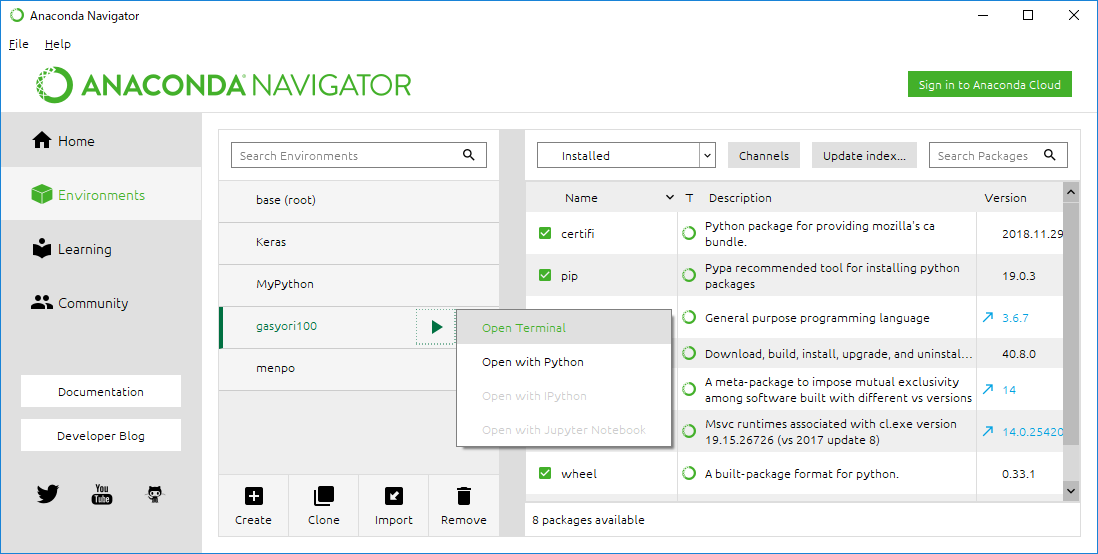 Anaconda Navigator
File Help
ANACONDA NAVIGATOR
Sign in to Anaconda Cloud
Home
Environments
Learning
Community
Documentation
Developer Blog
You
Tube
Search Environments
base (root)
Keras
MyPython
gasyori100
menpo
Create Clone Import Remove
Open Terminal
Open with Python
Open with IPython
Open with Jupyter Notebook
Installed Channels Update index... Search Packages
Name T Description Version
certifi Python package for providing mozilla's ca
bundle. 2018.11.29
pip Pypa recommended tool for installing python
packages 19.0.3
General purpose programming language 3.6.7
Download, build, install, upgrade, and uninstal... 40.8.0
A meta-package to impose mutual exclusivity
among software built with different vs versions 14
Msvc runtimes associated with cl.exe version
19.15.26726 (vs 2017 update 8) 14.0.25420
wheel A built-package format for python. 0.33.1
8 packages available